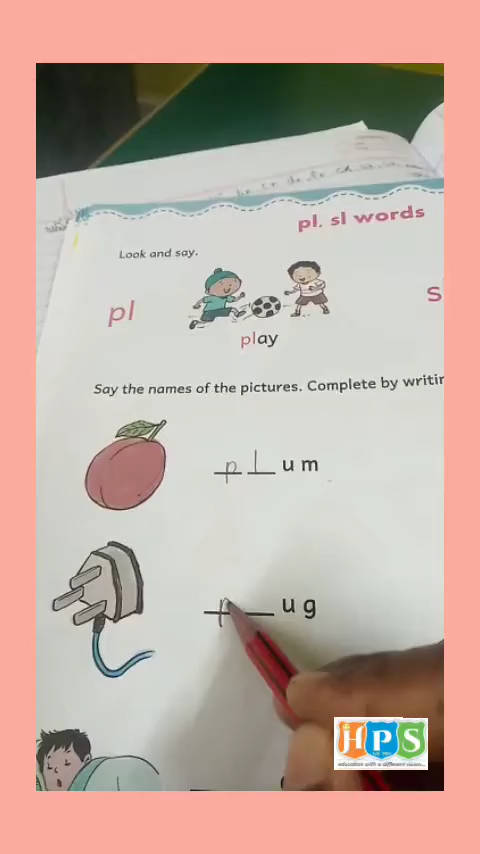 pl, sl words
Look and say.
pl
s
play
Say the names of the pictures. Complete by writin
p l u m
p _ u g
HPS
education with a different vision...